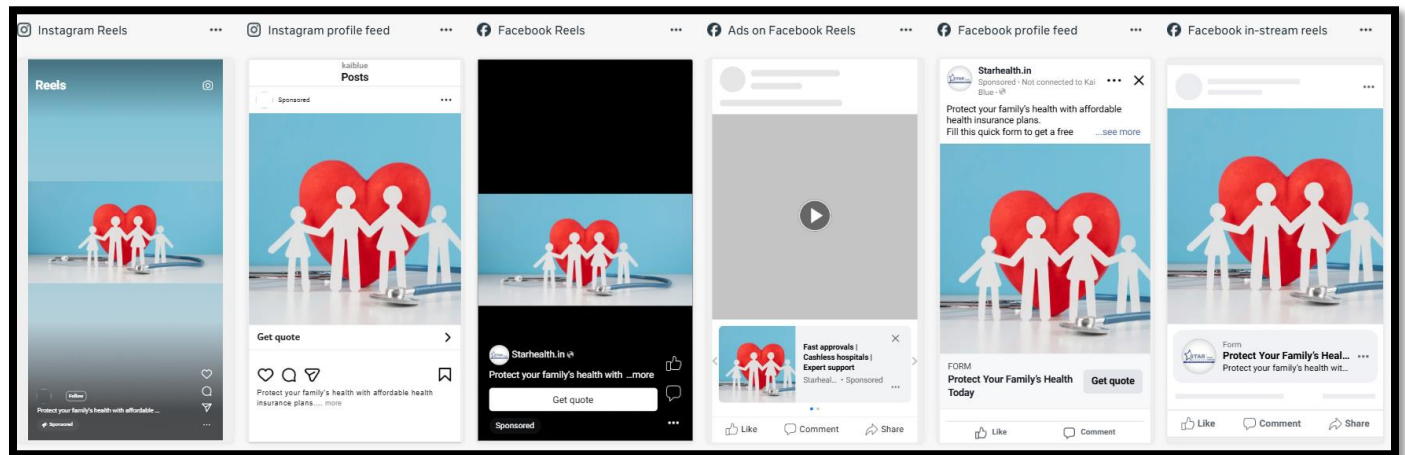 Instagram Reels
Reels
Follow
Protect your family's health with affordable ...
Sponsored
Instagram profile feed
kaiblue
Posts
Sponsored
Get quote
Protect your family's health with affordable health
insurance plans.... more
Facebook Reels
STAR
Starhealth.in
Protect your family's health with ...more
Get quote
Sponsored
Ads on Facebook Reels
Fast approvals |
Cashless hospitals |
Expert support
Starheal... • Sponsored
Like Comment Share
Facebook profile feed
STAR
Starhealth.in
Sponsored · Not connected to Kai
Blue ·
Protect your family's health with affordable
health insurance plans.
Fill this quick form to get a free ...see more
FORM
Protect Your Family's Health
Today
Get quote
Like Comment
Facebook in-stream reels
STAR
Form
Protect Your Family's Heal...
Protect your family's health wit...
Like Comment Share